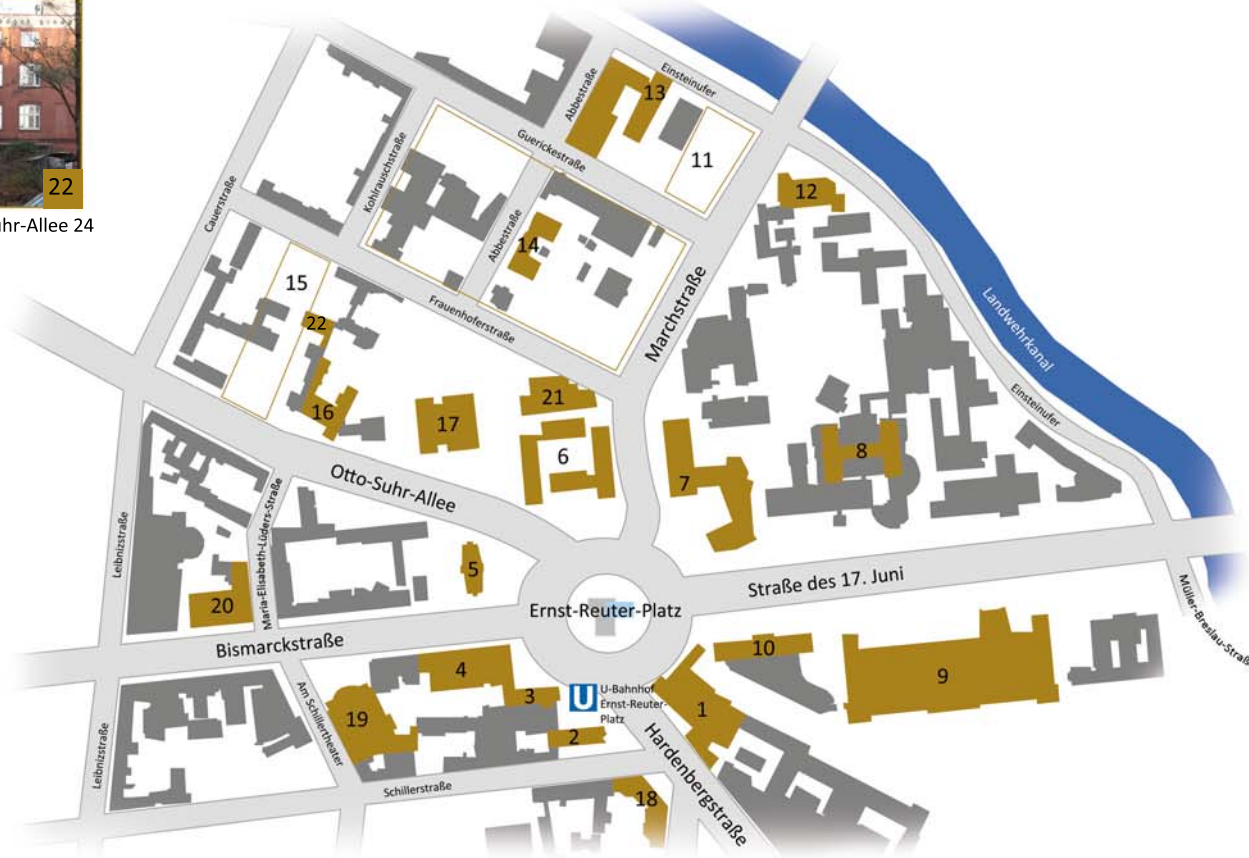 22
uhr-Allee 24
Einsteinufer
Abbestraße
13
11
Guerickestraße
12
Kohlrauschstraße
Cauerstraße
Abbestraße
14
15
22
Frauenhoferstraße
Marchstraße
Landwehrkanal
Einsteinufer
16
17
21
6
7
8
Otto-Suhr-Allee
Leibnizstraße
Maria-Elisabeth-Lüders-Straße
5
20
Straße des 17. Juni
Ernst-Reuter-Platz
Müller-Breslau-Straß
Bismarckstraße
10
9
4
3
U
U-Bahnhof
Ernst-Reuter-
Platz
1
2
19
Am Schillertheater
Leibnizstraße
Schillerstraße
18
Hardenbergstraße